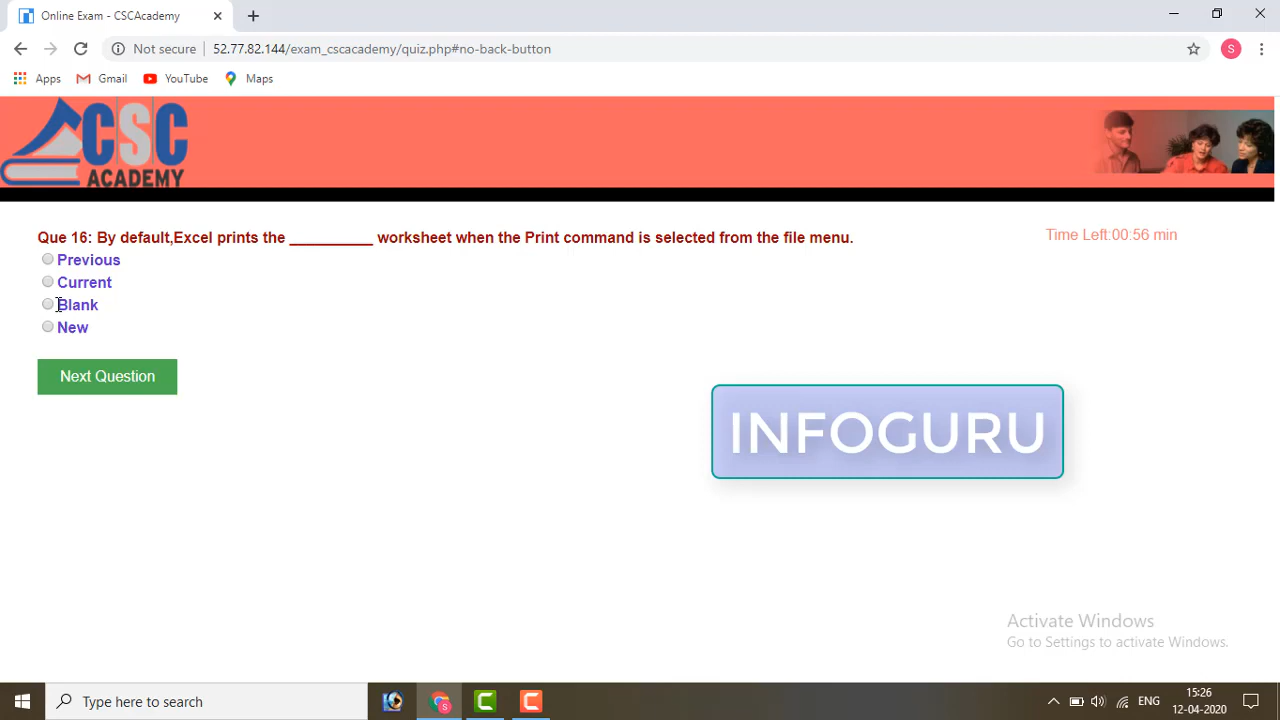 Online Exam - CSCAcademy
Not secure
52.77.82.144/exam_cscacademy/quiz.php#no-back-button
S
Apps
Gmail
YouTube
Maps
CSC
ACADEMY
Que 16: By default,Excel prints the __________ worksheet when the Print command is selected from the file menu.
Time Left:00:56 min
Previous
Current
Blank
New
Next Question
INFOGURU
Activate Windows
Go to Settings to activate Windows.
Type here to search
S
C
C
ENG
15:26
12-04-2020